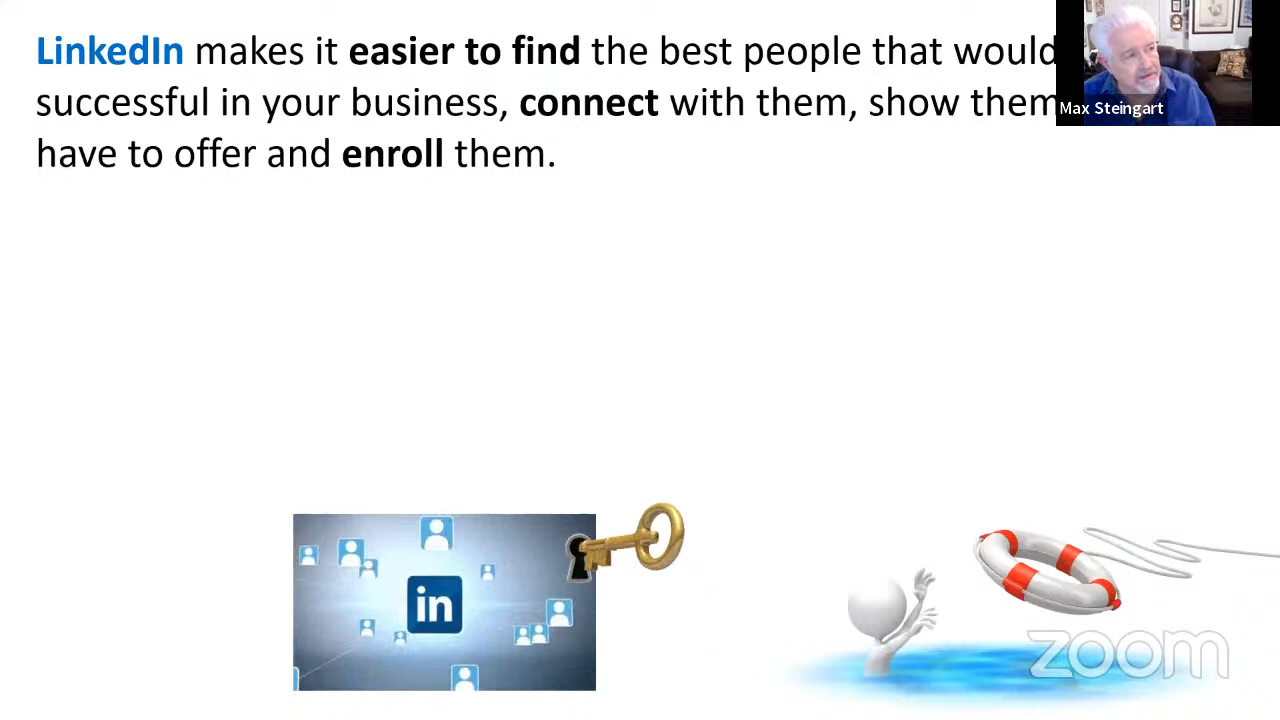 LinkedIn makes it easier to find the best people that would
successful in your business, connect with them, show them
have to offer and enroll them.
Max Steingart
in
zoom